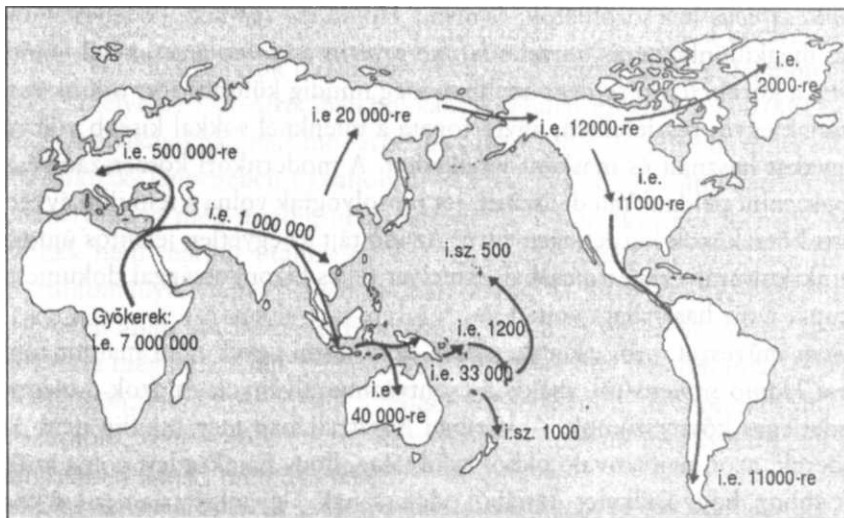 i.e. 500 000-re
i.e 20 000-re
i.e. 12000-re
i.e.
2000-re
i.e. 1 000 000
i.e.
11000-re
i.sz. 500
Gyökerek:
i.e. 7 000 000
i.e. 1200
i.e. 33 000
i.e
40 000-re
i.sz. 1000
i.e. 11000-re